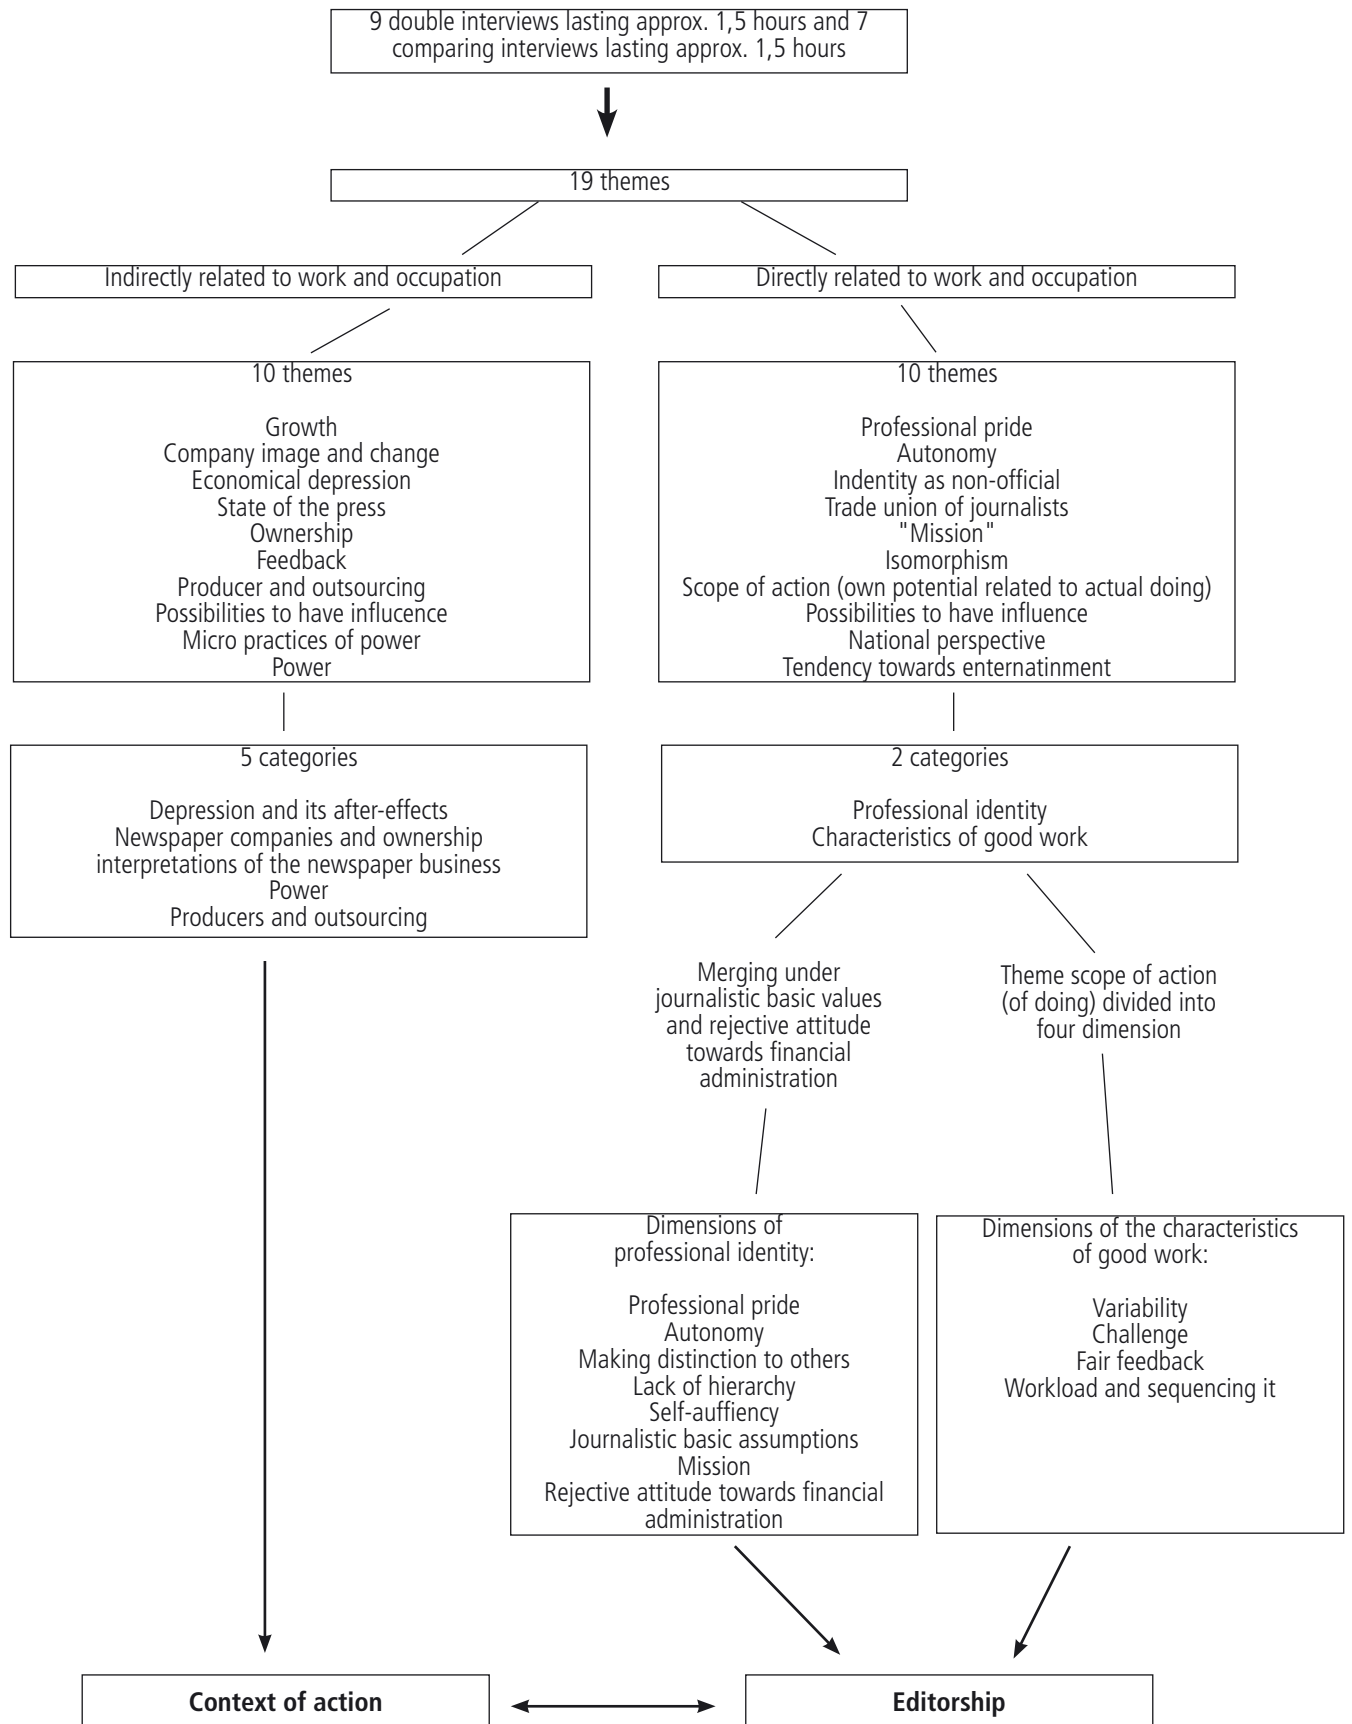 9 double interviews lasting approx. 1,5 hours and 7
comparing interviews lasting approx. 1,5 hours
19 themes
Indirectly related to work and occupation
Directly related to work and occupation
10 themes
Growth
Company image and change
Economical depression
State of the press
Ownership
Feedback
Producer and outsourcing
Possibilities to have influcence
Micro practices of power
Power
10 themes
Professional pride
Autonomy
Indentity as non-official
Trade union of journalists
"Mission"
Isomorphism
Scope of action (own potential related to actual doing)
Possibilities to have influence
National perspective
Tendency towards enternatinment
5 categories
Depression and its after-effects
Newspaper companies and ownership
interpretations of the newspaper business
Power
Producers and outsourcing
2 categories
Professional identity
Characteristics of good work
Merging under
journalistic basic values
and rejective attitude
towards financial
administration
Theme scope of action
(of doing) divided into
four dimension
Dimensions of
professional identity:
Professional pride
Autonomy
Making distinction to others
Lack of hierarchy
Self-auffiency
Journalistic basic assumptions
Mission
Rejective attitude towards financial
administration
Dimensions of the characteristics
of good work:
Variability
Challenge
Fair feedback
Workload and sequencing it
Context of action
Editorship